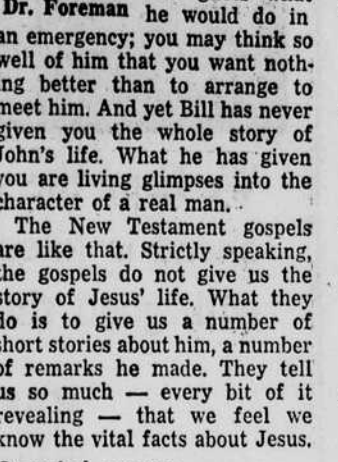 Dr. Foreman he would do in
an emergency; you may think so
well of him that you want noth-
ing better than to arrange to
meet him. And yet Bill has never
given you the whole story of
John's life. What he has given
you are living glimpses into the
character of a real man.
The New Testament gospels
are like that. Strictly speaking,
the gospels do not give us the
story of Jesus' life. What they
do is to give us a number of
short stories about him, a number
of remarks he made. They tell
us so much — every bit of it
revealing — that we feel we
know the vital facts about Jesus.